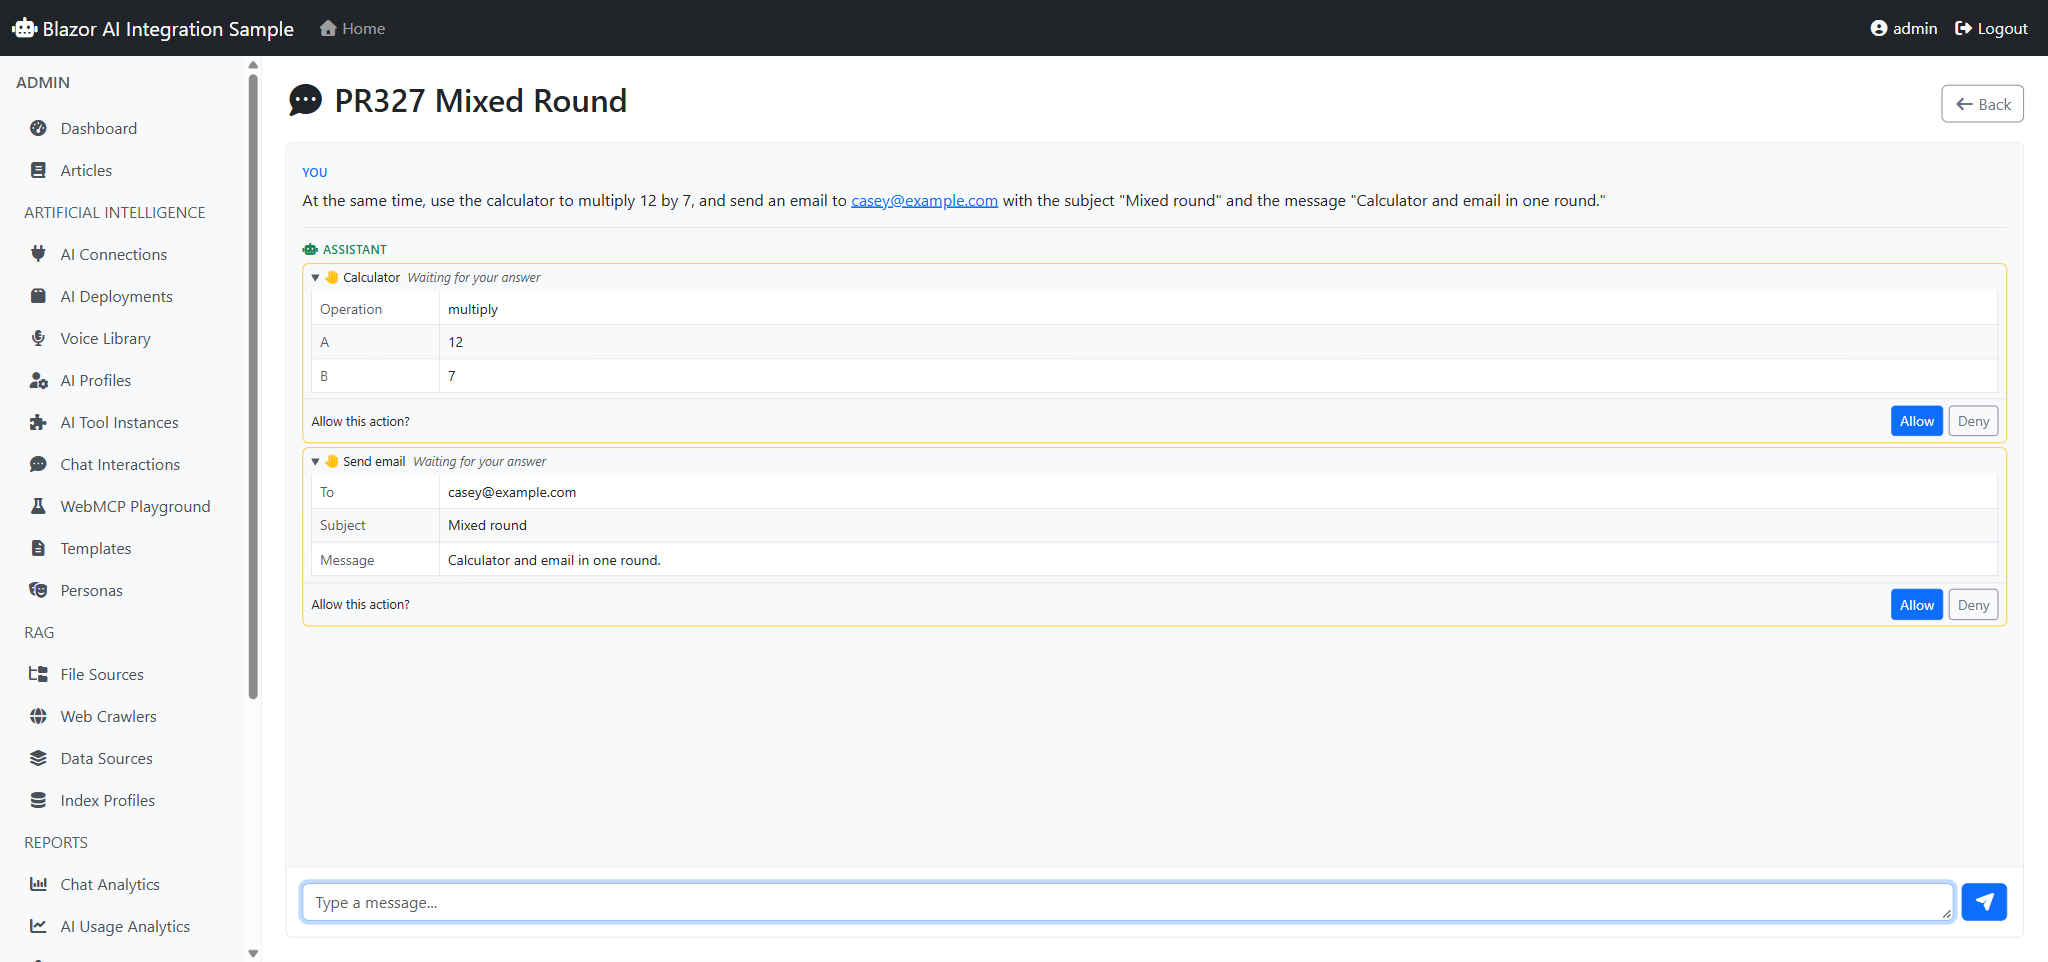 Blazor AI Integration Sample
Home
admin
Logout
ADMIN
Dashboard
Articles
ARTIFICIAL INTELLIGENCE
AI Connections
AI Deployments
Voice Library
AI Profiles
AI Tool Instances
Chat Interactions
WebMCP Playground
Templates
Personas
RAG
File Sources
Web Crawlers
Data Sources
Index Profiles
REPORTS
Chat Analytics
AI Usage Analytics
PR327 Mixed Round
Back
YOU
At the same time, use the calculator to multiply 12 by 7, and send an email to casey@example.com with the subject "Mixed round" and the message "Calculator and email in one round."
ASSISTANT
Calculator Waiting for your answer
Operation multiply
A 12
B 7
Allow this action? Allow Deny
Send email Waiting for your answer
To casey@example.com
Subject Mixed round
Message Calculator and email in one round.
Allow this action? Allow Deny
Type a message...